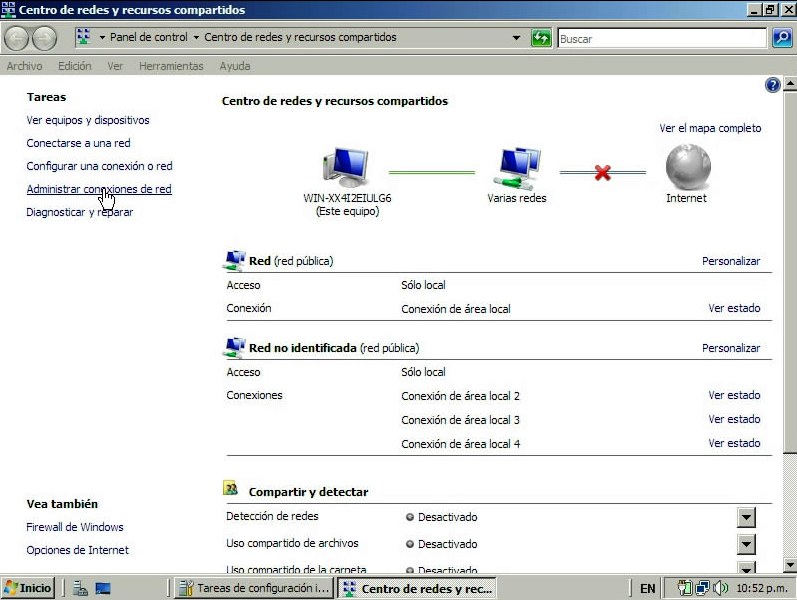 Centro de redes y recursos compartidos
Panel de control Centro de redes y recursos compartidos
Buscar
Archivo Edición Ver Herramientas Ayuda
Tareas
Ver equipos y dispositivos
Conectarse a una red
Configurar una conexión o red
Administrar conexiones de red
Diagnosticar y reparar
Centro de redes y recursos compartidos
Ver el mapa completo
WIN-XX4I2EIULG6
(Este equipo)
Varias redes
Internet
Red (red pública) Personalizar
Acceso Sólo local
Conexión Conexión de área local Ver estado
Red no identificada (red pública) Personalizar
Acceso Sólo local
Conexiones Conexión de área local 2 Ver estado
Conexión de área local 3 Ver estado
Conexión de área local 4 Ver estado
Compartir y detectar
Detección de redes Desactivado
Uso compartido de archivos Desactivado
Uso compartido de la carpeta Desactivado
Vea también
Firewall de Windows
Opciones de Internet
Inicio Tareas de configuración i... Centro de redes y rec... EN 10:52 p.m.